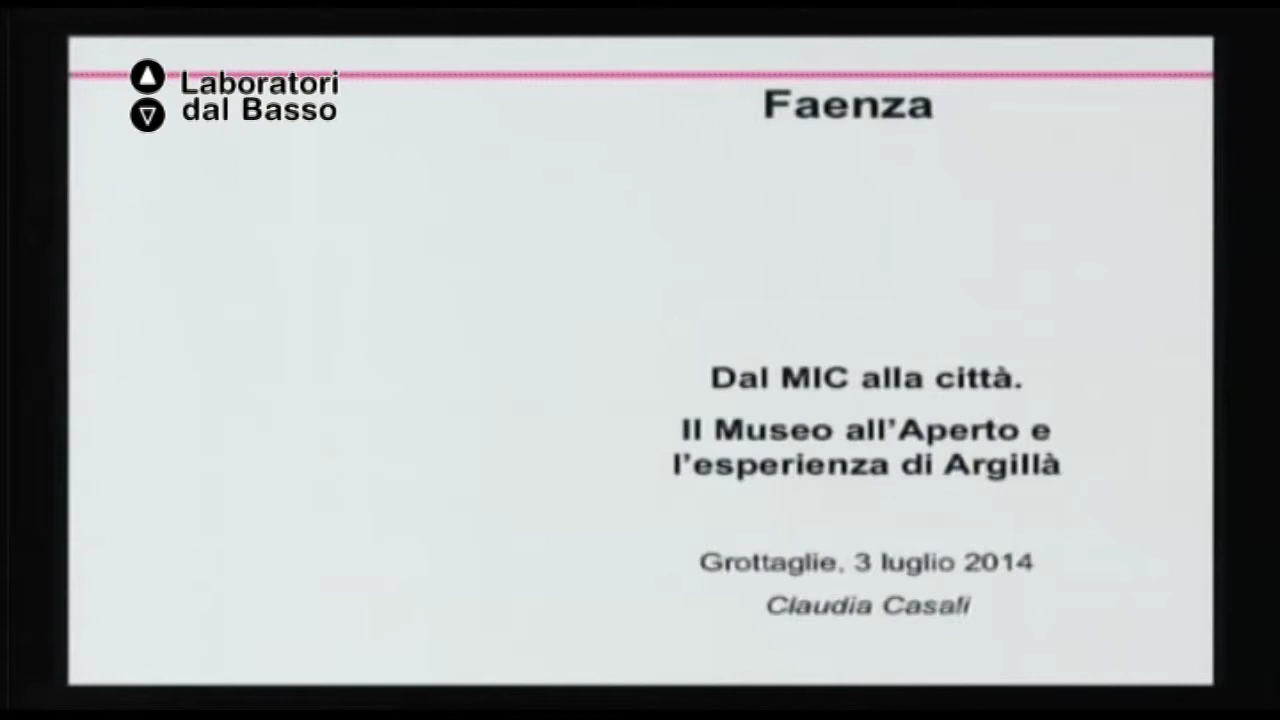 Laboratori
dal Basso
Faenza
Dal MIC alla città.
Il Museo all'Aperto e
l'esperienza di Argillà
Grottaglie, 3 luglio 2014
Claudia Casali